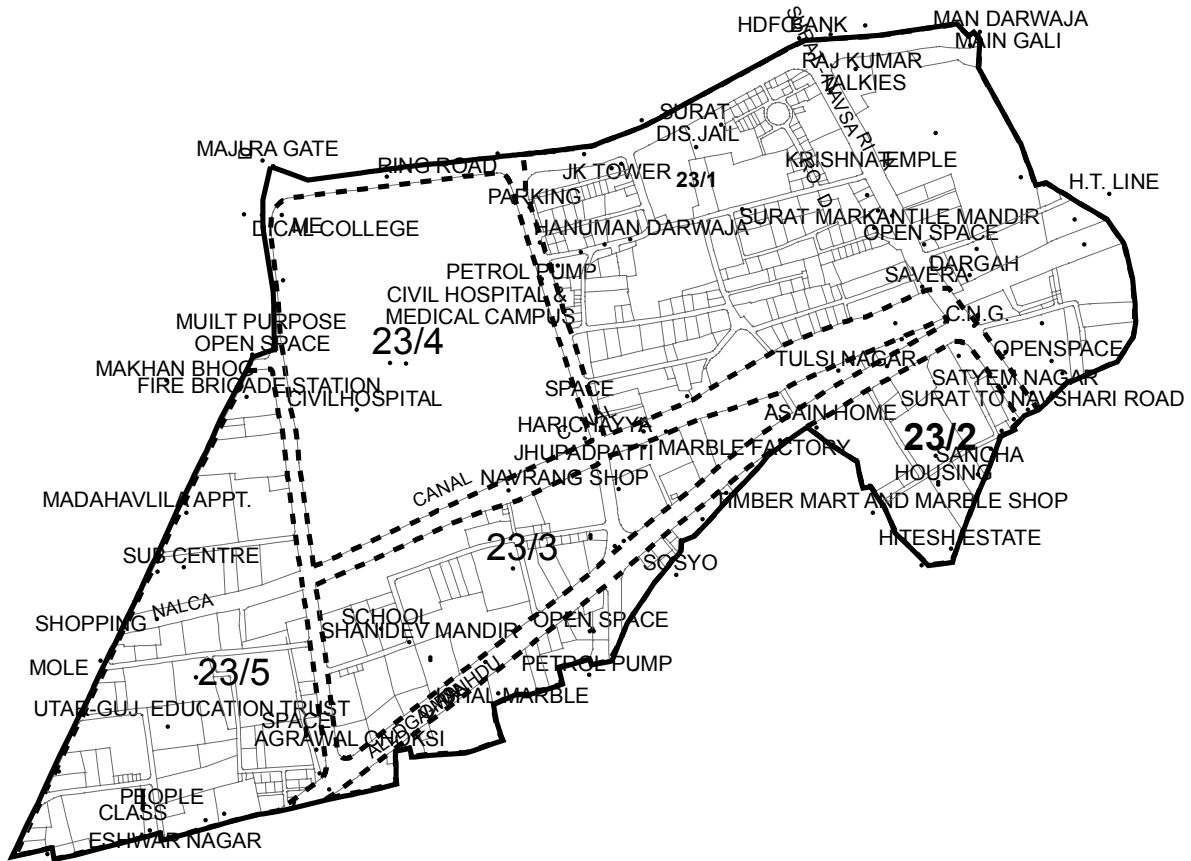 HDFC BANK
MAN DARWAJA
MAIN GALI
RAJ KUMAR
TALKIES
SURAT
DIS.JAIL
MAJURA GATE
RING ROAD
JK TOWER
23/1
KRISHNA TEMPLE
H.T. LINE
PARKING
SURAT MARKANTILE MANDIR
HANUMAN DARWAJA
OPEN SPACE
DICAL COLLEGE
ME
DARGAH
SAVERA
PETROL PUMP
CIVIL HOSPITAL &
MEDICAL CAMPUS
C.N.G.
MUILT PURPOSE
OPEN SPACE
23/4
TULSI NAGAR
OPENSPACE
MAKHAN BHOG
FIRE BRIGADE STATION
CIVILHOSPITAL
SPACE
SATYEM NAGAR
SURAT TO NAVSHARI ROAD
ASAIN HOME
HARICHAYYA
23/2
JHUPADPATTI
MARBLE FACTORY
SANCHA
HOUSING
NAVRANG SHOP
CANAL
MADAHAVLILA APPT.
TIMBER MART AND MARBLE SHOP
HITESH ESTATE
23/3
SUB CENTRE
SOSYO
NALCA
SHOPPING
SCHOOL
SHANIDEV MANDIR
OPEN SPACE
MOLE
23/5
PETROL PUMP
MARBLE
UTAR-GUJ. EDUCATION TRUST
SPACE
AGRAWAL CHOKSI
PEOPLE
CLASS
ESHWAR NAGAR